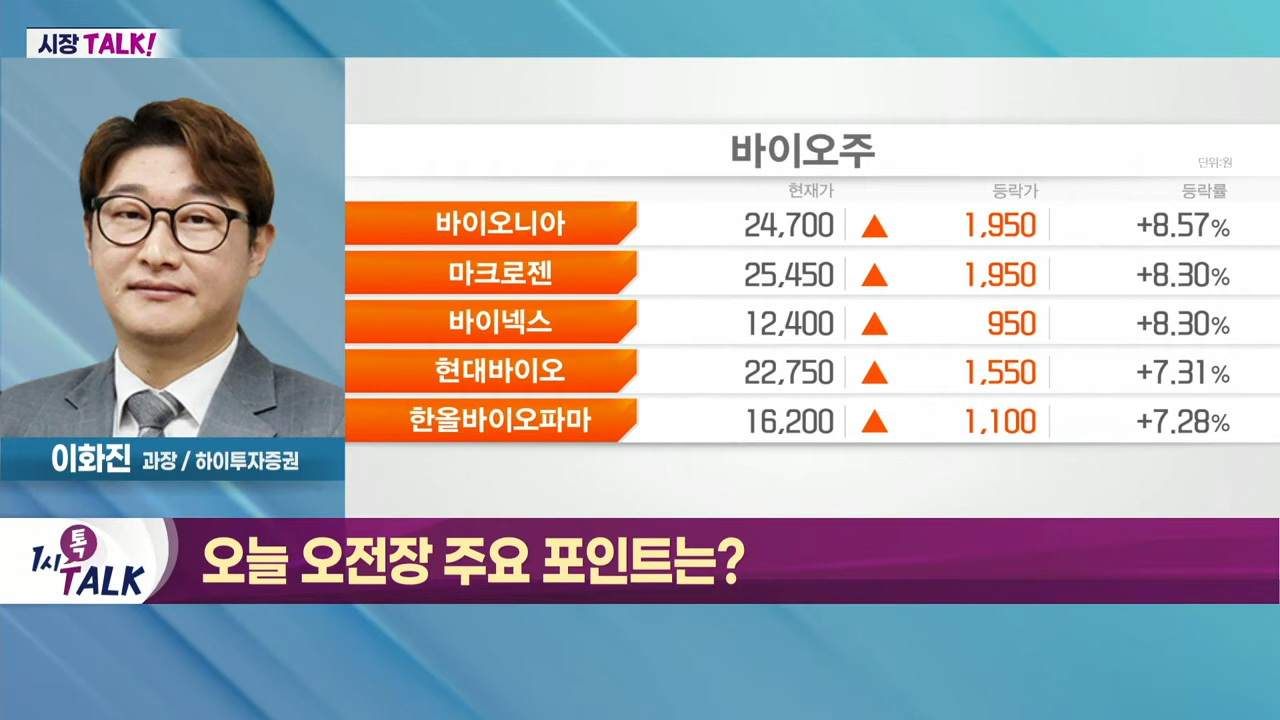 시장 TALK!
바이오주
단위:원
현재가 등락가 등락률
바이오니아 24,700 ▲ 1,950 +8.57%
마크로젠 25,450 ▲ 1,950 +8.30%
바이넥스 12,400 ▲ 950 +8.30%
현대바이오 22,750 ▲ 1,550 +7.31%
한올바이오파마 16,200 ▲ 1,100 +7.28%
이화진 과장 / 하이투자증권
1시 톡 TALK
오늘 오전장 주요 포인트는?